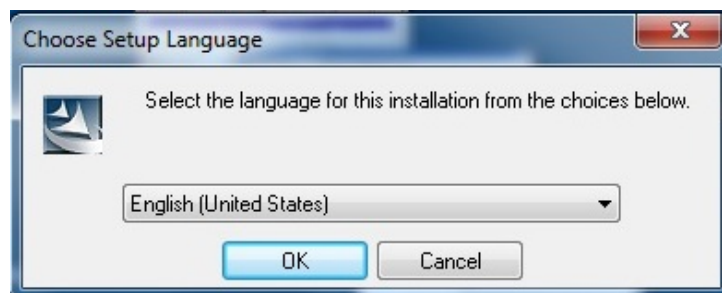 Choose Setup Language
Select the language for this installation from the choices below.
English (United States)
OK
Cancel